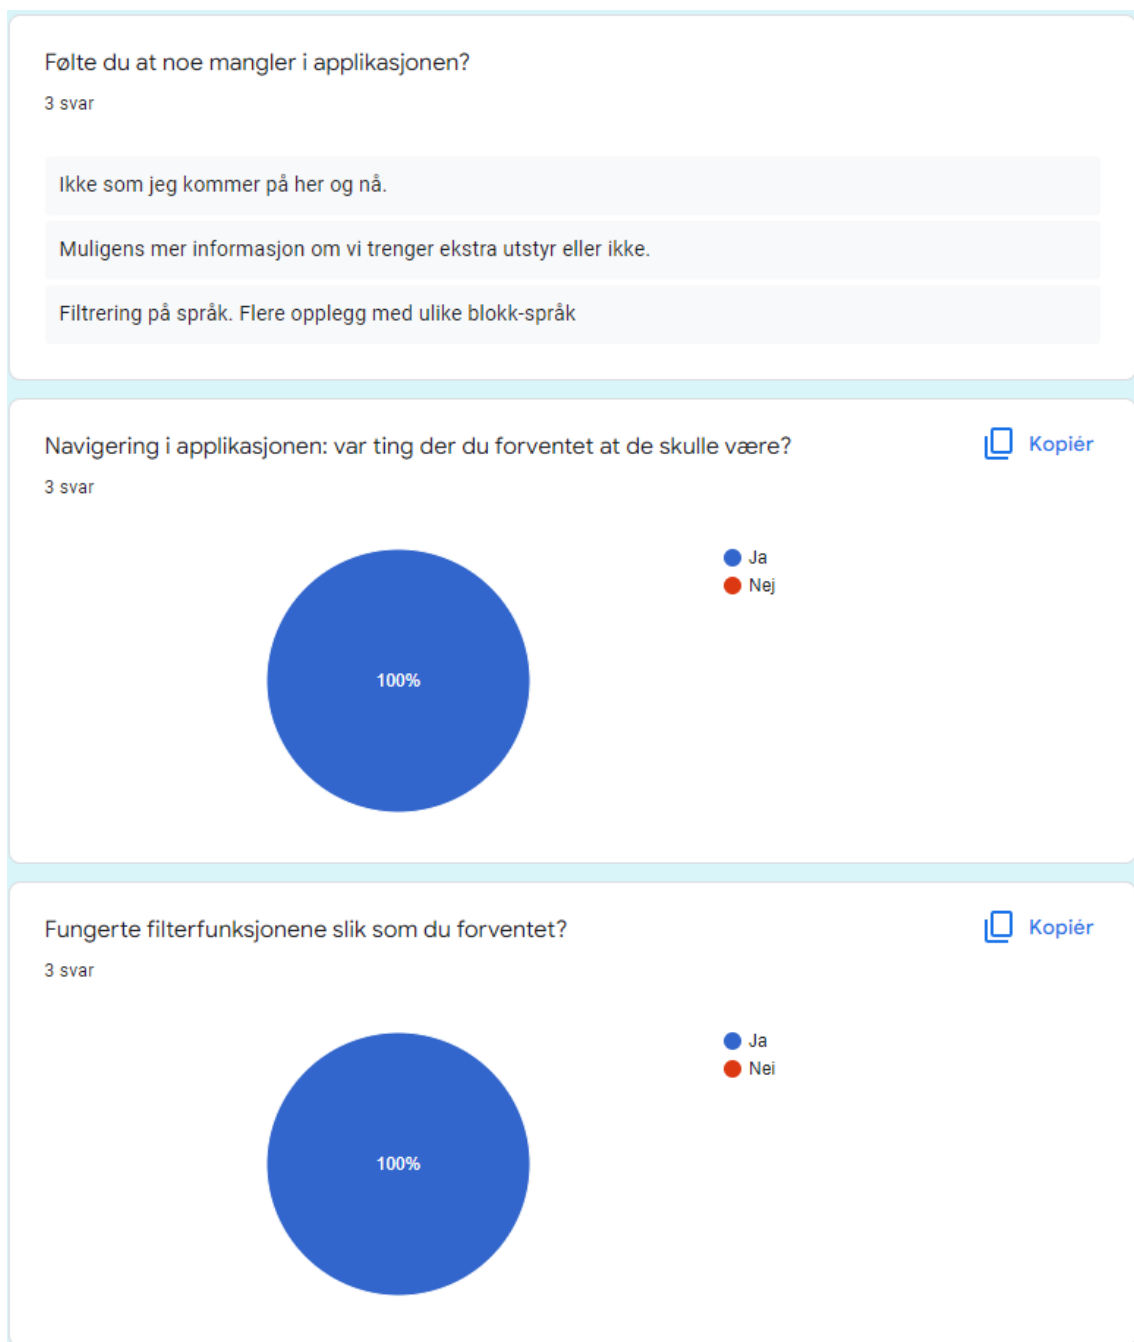 Følte du at noe mangler i applikasjonen?
3 svar
Ikke som jeg kommer på her og nå.
Muligens mer informasjon om vi trenger ekstra utstyr eller ikke.
Filtrering på språk. Flere opplegg med ulike blokk-språk
Navigering i applikasjonen: var ting der du forventet at de skulle være?
Kopiér
3 svar
Ja
Nej
100%
Fungerte filterfunksjonene slik som du forventet?
Kopiér
3 svar
Ja
Nei
100%